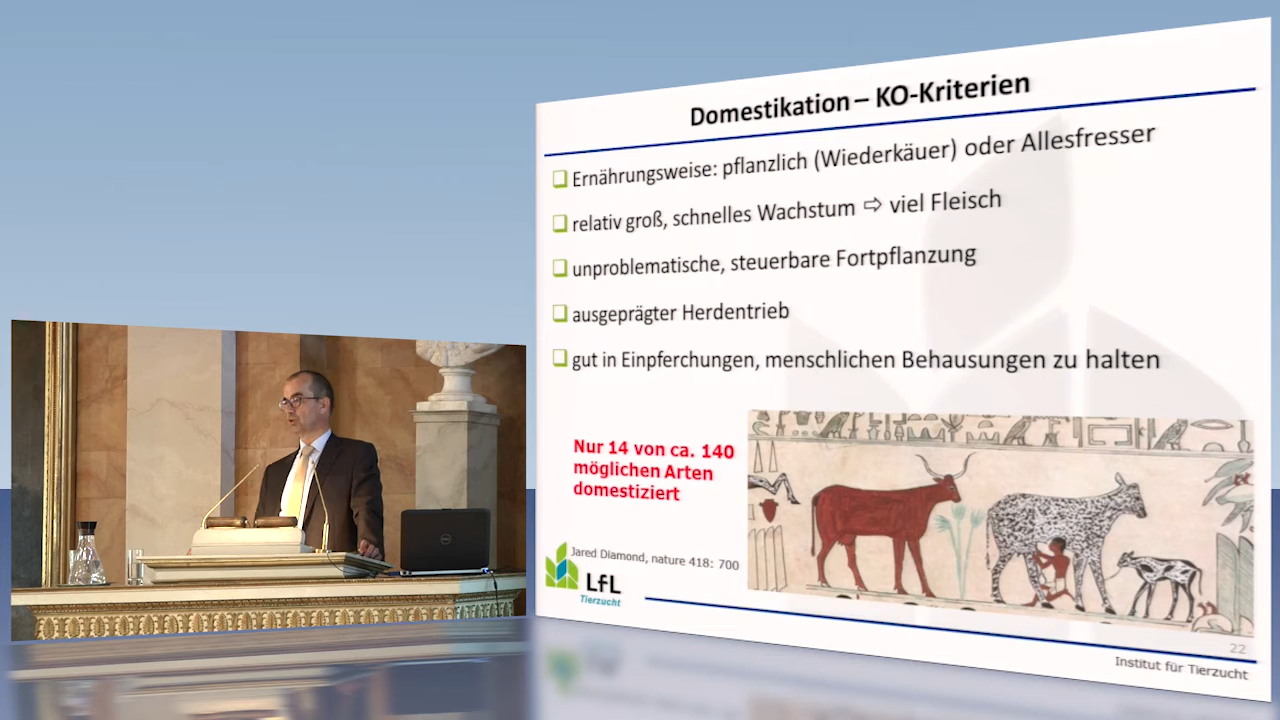 Domestikation – KO-Kriterien
Ernährungsweise: pflanzlich (Wiederkäuer) oder Allesfresser
relativ groß, schnelles Wachstum ⇨ viel Fleisch
unproblematische, steuerbare Fortpflanzung
ausgeprägter Herdentrieb
gut in Einpferchungen, menschlichen Behausungen zu halten
Nur 14 von ca. 140
möglichen Arten
domestiziert
Jared Diamond, nature 418: 700
LfL
Tierzucht
22
Institut für Tierzucht